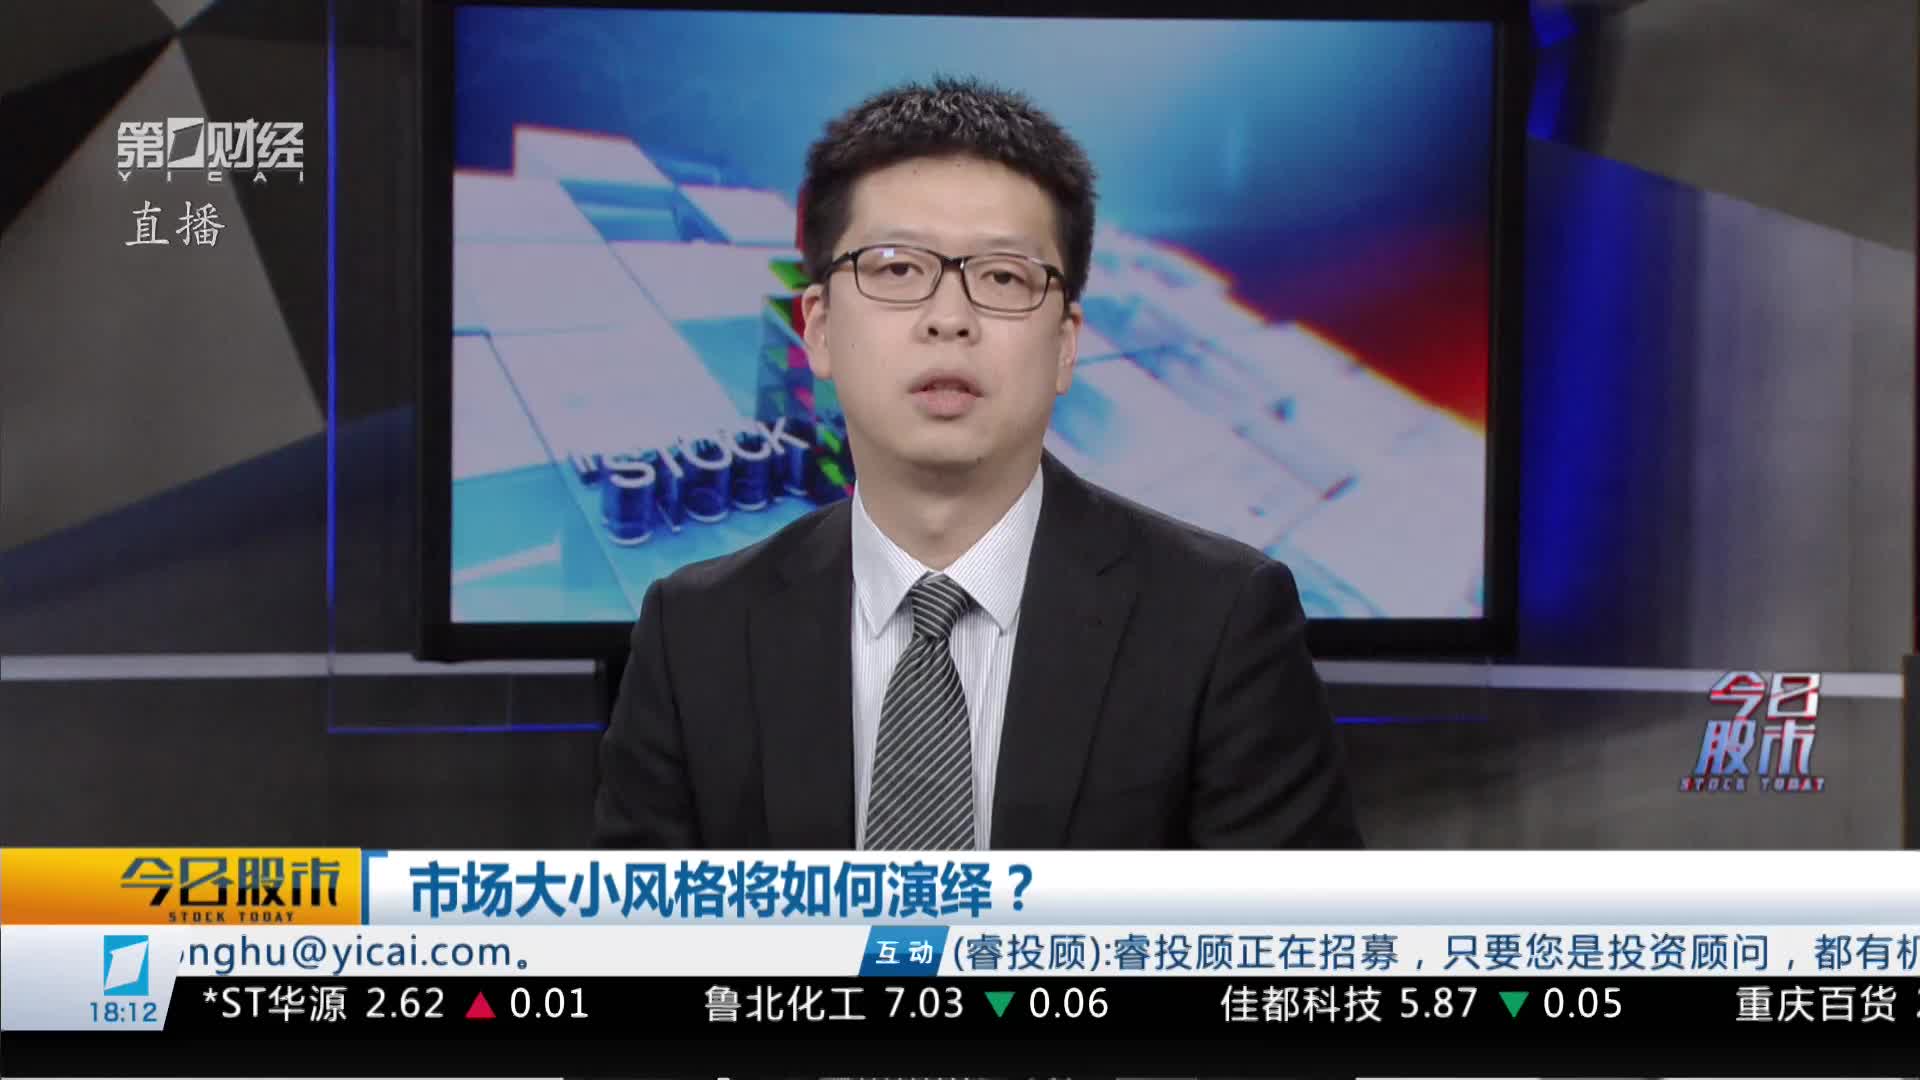 第1财经
YICAI
直播
STOCK
今日
股市
STOCK TODAY
今日股市
STOCK TODAY
市场大小风格将如何演绎？
onghu@yicai.com。 互动 (睿投顾):睿投顾正在招募，只要您是投资顾问，都有机
18:12
*ST华源 2.62 ▲ 0.01 鲁北化工 7.03 ▼ 0.06 佳都科技 5.87 ▼ 0.05 重庆百货